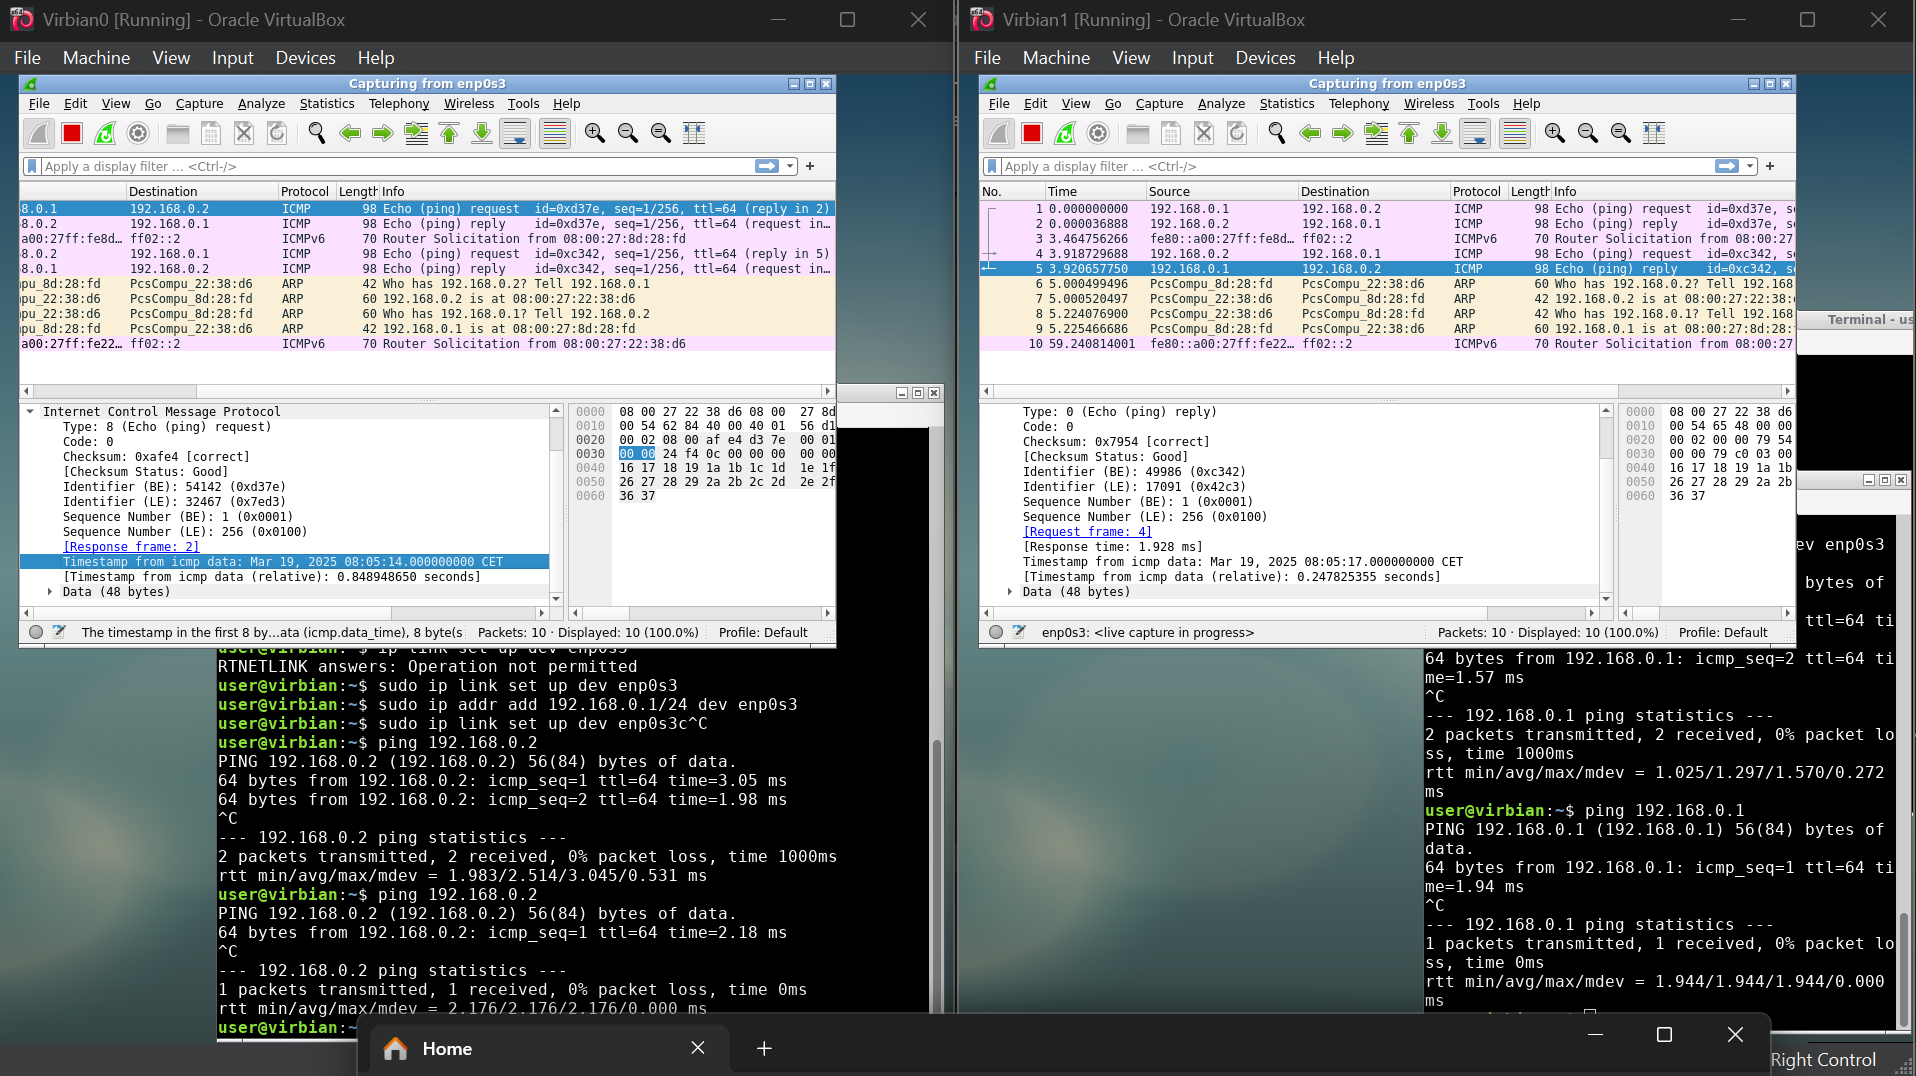 Virbian0 [Running] - Oracle VirtualBox
File Machine View Input Devices Help
Capturing from enp0s3
File Edit View Go Capture Analyze Statistics Telephony Wireless Tools Help
Apply a display filter ... <Ctrl-/>
Destination Protocol Length Info
8.0.1 192.168.0.2 ICMP 98 Echo (ping) request id=0xd37e, seq=1/256, ttl=64 (reply in 2)
8.0.2 192.168.0.1 ICMP 98 Echo (ping) reply id=0xd37e, seq=1/256, ttl=64 (request in...
a00:27ff:fe8d... ff02::2 ICMPv6 70 Router Solicitation from 08:00:27:8d:28:fd
8.0.2 192.168.0.1 ICMP 98 Echo (ping) request id=0xc342, seq=1/256, ttl=64 (reply in 5)
8.0.1 192.168.0.2 ICMP 98 Echo (ping) reply id=0xc342, seq=1/256, ttl=64 (request in...
pu_8d:28:fd PcsCompu_22:38:d6 ARP 42 Who has 192.168.0.2? Tell 192.168.0.1
pu_22:38:d6 PcsCompu_8d:28:fd ARP 60 192.168.0.2 is at 08:00:27:22:38:d6
pu_22:38:d6 PcsCompu_8d:28:fd ARP 60 Who has 192.168.0.1? Tell 192.168.0.2
pu_8d:28:fd PcsCompu_22:38:d6 ARP 42 192.168.0.1 is at 08:00:27:8d:28:fd
a00:27ff:fe22... ff02::2 ICMPv6 70 Router Solicitation from 08:00:27:22:38:d6
Internet Control Message Protocol
Type: 8 (Echo (ping) request)
Code: 0
Checksum: 0xafe4 [correct]
[Checksum Status: Good]
Identifier (BE): 54142 (0xd37e)
Identifier (LE): 32467 (0x7ed3)
Sequence Number (BE): 1 (0x0001)
Sequence Number (LE): 256 (0x0100)
[Response frame: 2]
Timestamp from icmp data: Mar 19, 2025 08:05:14.000000000 CET
[Timestamp from icmp data (relative): 0.848948650 seconds]
Data (48 bytes)
0000 08 00 27 22 38 d6 08 00 27 8d
0010 00 54 62 84 40 00 40 01 56 d1
0020 00 02 08 00 af e4 d3 7e 00 01
0030 00 00 24 f4 0c 00 00 00 00 00
0040 16 17 18 19 1a 1b 1c 1d 1e 1f
0050 26 27 28 29 2a 2b 2c 2d 2e 2f
0060 36 37
The timestamp in the first 8 by...ata (icmp.data_time), 8 byte(s Packets: 10 · Displayed: 10 (100.0%) Profile: Default
user@virbian:~$ ip link set up dev enp0s3
RTNETLINK answers: Operation not permitted
user@virbian:~$ sudo ip link set up dev enp0s3
user@virbian:~$ sudo ip addr add 192.168.0.1/24 dev enp0s3
user@virbian:~$ sudo ip link set up dev enp0s3c^C
user@virbian:~$ ping 192.168.0.2
PING 192.168.0.2 (192.168.0.2) 56(84) bytes of data.
64 bytes from 192.168.0.2: icmp_seq=1 ttl=64 time=3.05 ms
64 bytes from 192.168.0.2: icmp_seq=2 ttl=64 time=1.98 ms
^C
--- 192.168.0.2 ping statistics ---
2 packets transmitted, 2 received, 0% packet loss, time 1000ms
rtt min/avg/max/mdev = 1.983/2.514/3.045/0.531 ms
user@virbian:~$ ping 192.168.0.2
PING 192.168.0.2 (192.168.0.2) 56(84) bytes of data.
64 bytes from 192.168.0.2: icmp_seq=1 ttl=64 time=2.18 ms
^C
--- 192.168.0.2 ping statistics ---
1 packets transmitted, 1 received, 0% packet loss, time 0ms
rtt min/avg/max/mdev = 2.176/2.176/2.176/0.000 ms
user@virbian:~
Virbian1 [Running] - Oracle VirtualBox
File Machine View Input Devices Help
Capturing from enp0s3
File Edit View Go Capture Analyze Statistics Telephony Wireless Tools Help
Apply a display filter ... <Ctrl-/>
No. Time Source Destination Protocol Length Info
1 0.000000000 192.168.0.1 192.168.0.2 ICMP 98 Echo (ping) request id=0xd37e, s
2 0.000036888 192.168.0.2 192.168.0.1 ICMP 98 Echo (ping) reply id=0xd37e, s
3 3.464756266 fe80::a00:27ff:fe8d... ff02::2 ICMPv6 70 Router Solicitation from 08:00:27
4 3.918729688 192.168.0.2 192.168.0.1 ICMP 98 Echo (ping) request id=0xc342, s
5 3.920657750 192.168.0.1 192.168.0.2 ICMP 98 Echo (ping) reply id=0xc342, s
6 5.000499496 PcsCompu_8d:28:fd PcsCompu_22:38:d6 ARP 60 Who has 192.168.0.2? Tell 192.168
7 5.000520497 PcsCompu_22:38:d6 PcsCompu_8d:28:fd ARP 42 192.168.0.2 is at 08:00:27:22:38:
8 5.224076900 PcsCompu_22:38:d6 PcsCompu_8d:28:fd ARP 42 Who has 192.168.0.1? Tell 192.168
9 5.225466686 PcsCompu_8d:28:fd PcsCompu_22:38:d6 ARP 60 192.168.0.1 is at 08:00:27:8d:28:
10 59.240814001 fe80::a00:27ff:fe22... ff02::2 ICMPv6 70 Router Solicitation from 08:00:27
Type: 0 (Echo (ping) reply)
Code: 0
Checksum: 0x7954 [correct]
[Checksum Status: Good]
Identifier (BE): 49986 (0xc342)
Identifier (LE): 17091 (0x42c3)
Sequence Number (BE): 1 (0x0001)
Sequence Number (LE): 256 (0x0100)
[Request frame: 4]
[Response time: 1.928 ms]
Timestamp from icmp data: Mar 19, 2025 08:05:17.000000000 CET
[Timestamp from icmp data (relative): 0.247825355 seconds]
Data (48 bytes)
0000 08 00 27 22 38 d6
0010 00 54 65 48 00 00
0020 00 02 00 00 79 54
0030 00 00 79 c0 03 00
0040 16 17 18 19 1a 1b
0050 26 27 28 29 2a 2b
0060 36 37
enp0s3: <live capture in progress> Packets: 10 · Displayed: 10 (100.0%) Profile: Default
Terminal - us
ev enp0s3
bytes of
ttl=64 ti
64 bytes from 192.168.0.1: icmp_seq=2 ttl=64 ti
me=1.57 ms
^C
--- 192.168.0.1 ping statistics ---
2 packets transmitted, 2 received, 0% packet lo
ss, time 1000ms
rtt min/avg/max/mdev = 1.025/1.297/1.570/0.272
ms
user@virbian:~$ ping 192.168.0.1
PING 192.168.0.1 (192.168.0.1) 56(84) bytes of
data.
64 bytes from 192.168.0.1: icmp_seq=1 ttl=64 ti
me=1.94 ms
^C
--- 192.168.0.1 ping statistics ---
1 packets transmitted, 1 received, 0% packet lo
ss, time 0ms
rtt min/avg/max/mdev = 1.944/1.944/1.944/0.000
ms
Home
Right Control